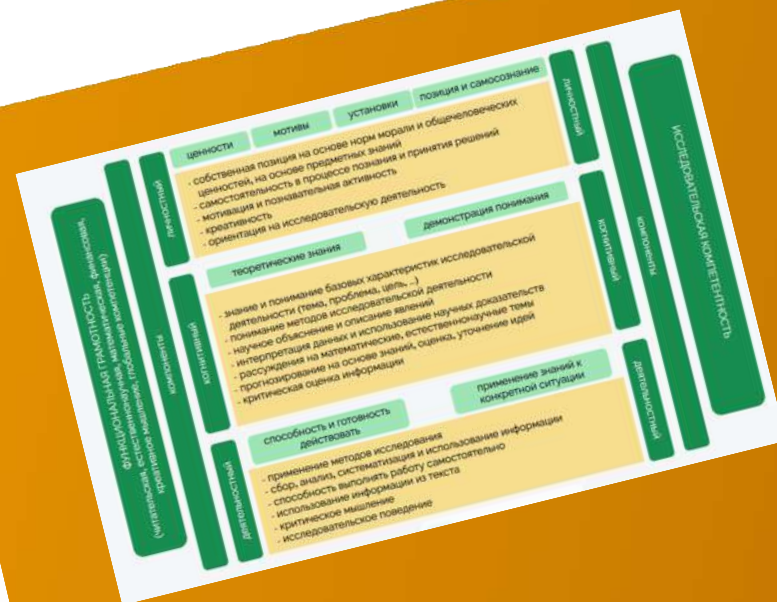 ФУНКЦИОНАЛЬНАЯ ГРАМОТНОСТЬ
(читательская, естественнонаучная, математическая, финансовая,
креативное мышление, глобальные компетенции)
КОМПОНЕНТЫ
ЛИЧНОСТНЫЙ
ценности
мотивы
установки
позиция и самосознание
- собственная позиция на основе норм морали и общечеловеческих
ценностей, на основе предметных знаний
- самостоятельность в процессе познания и принятия решений
- мотивация и познавательная активность
- креативность
- ориентация на исследовательскую деятельность
ЛИЧНОСТНЫЙ
КОГНИТИВНЫЙ
теоретические знания
демонстрация понимания
- знание и понимание базовых характеристик исследовательской
деятельности (тема, проблема, цель, ...)
- понимание методов исследовательской деятельности
- научное объяснение и описание явлений
- интерпретация данных и использование научных доказательств
- рассуждения на математические, естественнонаучные темы
- прогнозирование на основе знаний, оценка, уточнение идей
- критическая оценка информации
КОГНИТИВНЫЙ
ДЕЯТЕЛЬНОСТНЫЙ
способность и готовность
действовать
применение знаний к
конкретной ситуации
- применение методов исследования
- сбор, анализ, систематизация и использование информации
- способность выполнять работу самостоятельно
- использование информации из текста
- критическое мышление
- исследовательское поведение
ДЕЯТЕЛЬНОСТНЫЙ
КОМПОНЕНТЫ
ИССЛЕДОВАТЕЛЬСКАЯ КОМПЕТЕНТНОСТЬ